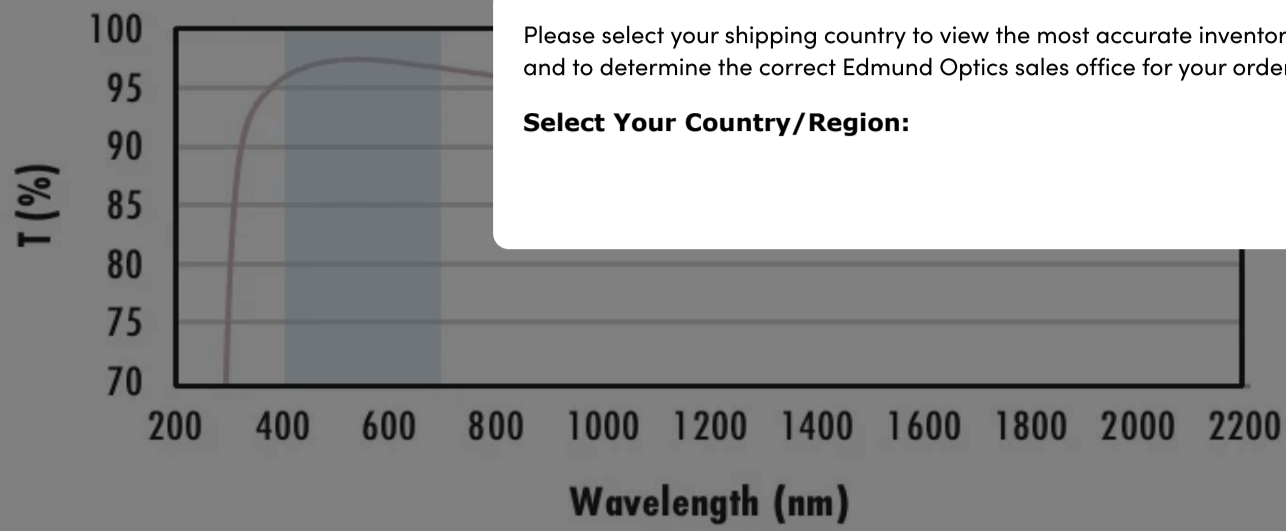 100
95
90
85
80
75
70
T (%)
200 400 600 800 1000 1200 1400 1600 1800 2000 2200
Wavelength (nm)
Please select your shipping country to view the most accurate inventor
and to determine the correct Edmund Optics sales office for your order
Select Your Country/Region: